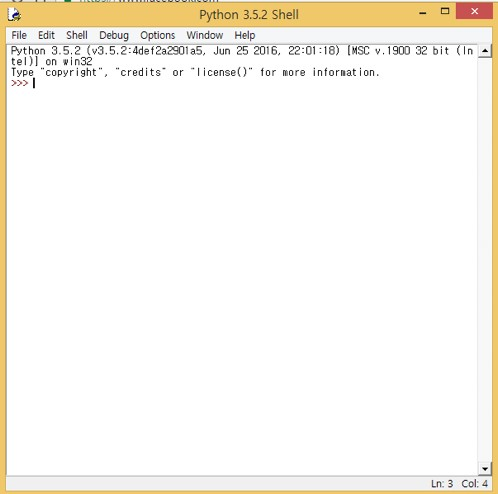 Python 3.5.2 Shell
File Edit Shell Debug Options Window Help
Python 3.5.2 (v3.5.2:4def2a2901a5, Jun 25 2016, 22:01:18) [MSC v.1900 32 bit (In
tel)] on win32
Type "copyright", "credits" or "license()" for more information.
>>>
Ln: 3 Col: 4